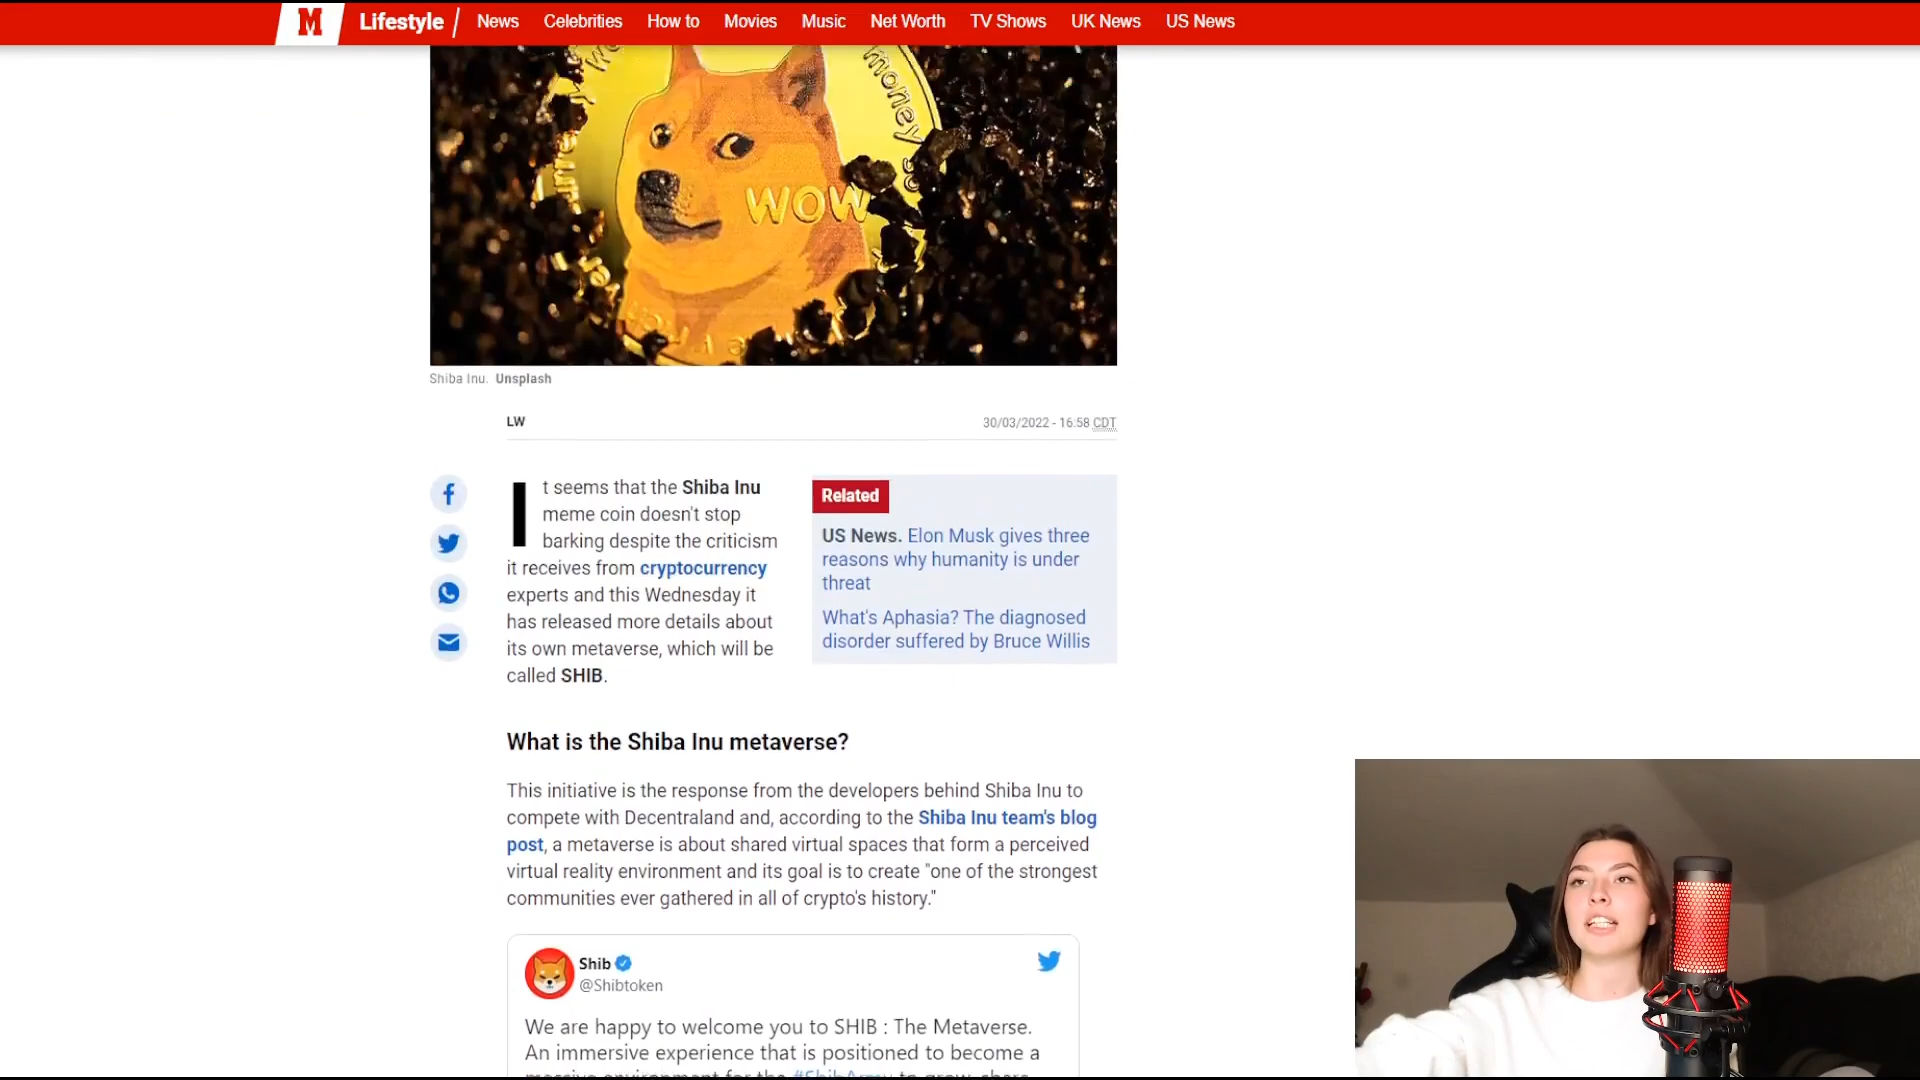 M Lifestyle News Celebrities How to Movies Music Net Worth TV Shows UK News US News
money
WOW
Shiba Inu. Unsplash
LW
30/03/2022 - 16:58 CDT
It seems that the Shiba Inu
meme coin doesn't stop
barking despite the criticism
it receives from cryptocurrency
experts and this Wednesday it
has released more details about
its own metaverse, which will be
called SHIB.
Related
US News. Elon Musk gives three
reasons why humanity is under
threat
What's Aphasia? The diagnosed
disorder suffered by Bruce Willis
What is the Shiba Inu metaverse?
This initiative is the response from the developers behind Shiba Inu to
compete with Decentraland and, according to the Shiba Inu team's blog
post, a metaverse is about shared virtual spaces that form a perceived
virtual reality environment and its goal is to create "one of the strongest
communities ever gathered in all of crypto's history."
Shib
@Shibtoken
We are happy to welcome you to SHIB : The Metaverse.
An immersive experience that is positioned to become a
massive environment for the #ShibArmy to grow, share